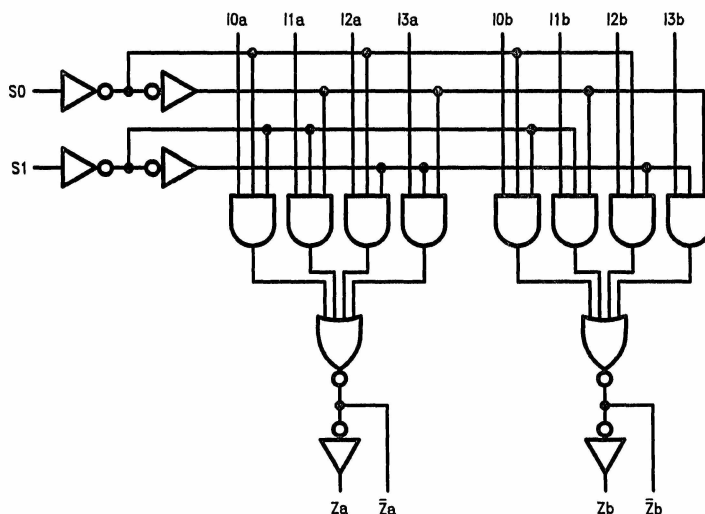 I0a I1a I2a I3a I0b I1b I2b I3b
S0
S1
Za Z̄a Zb Z̄b